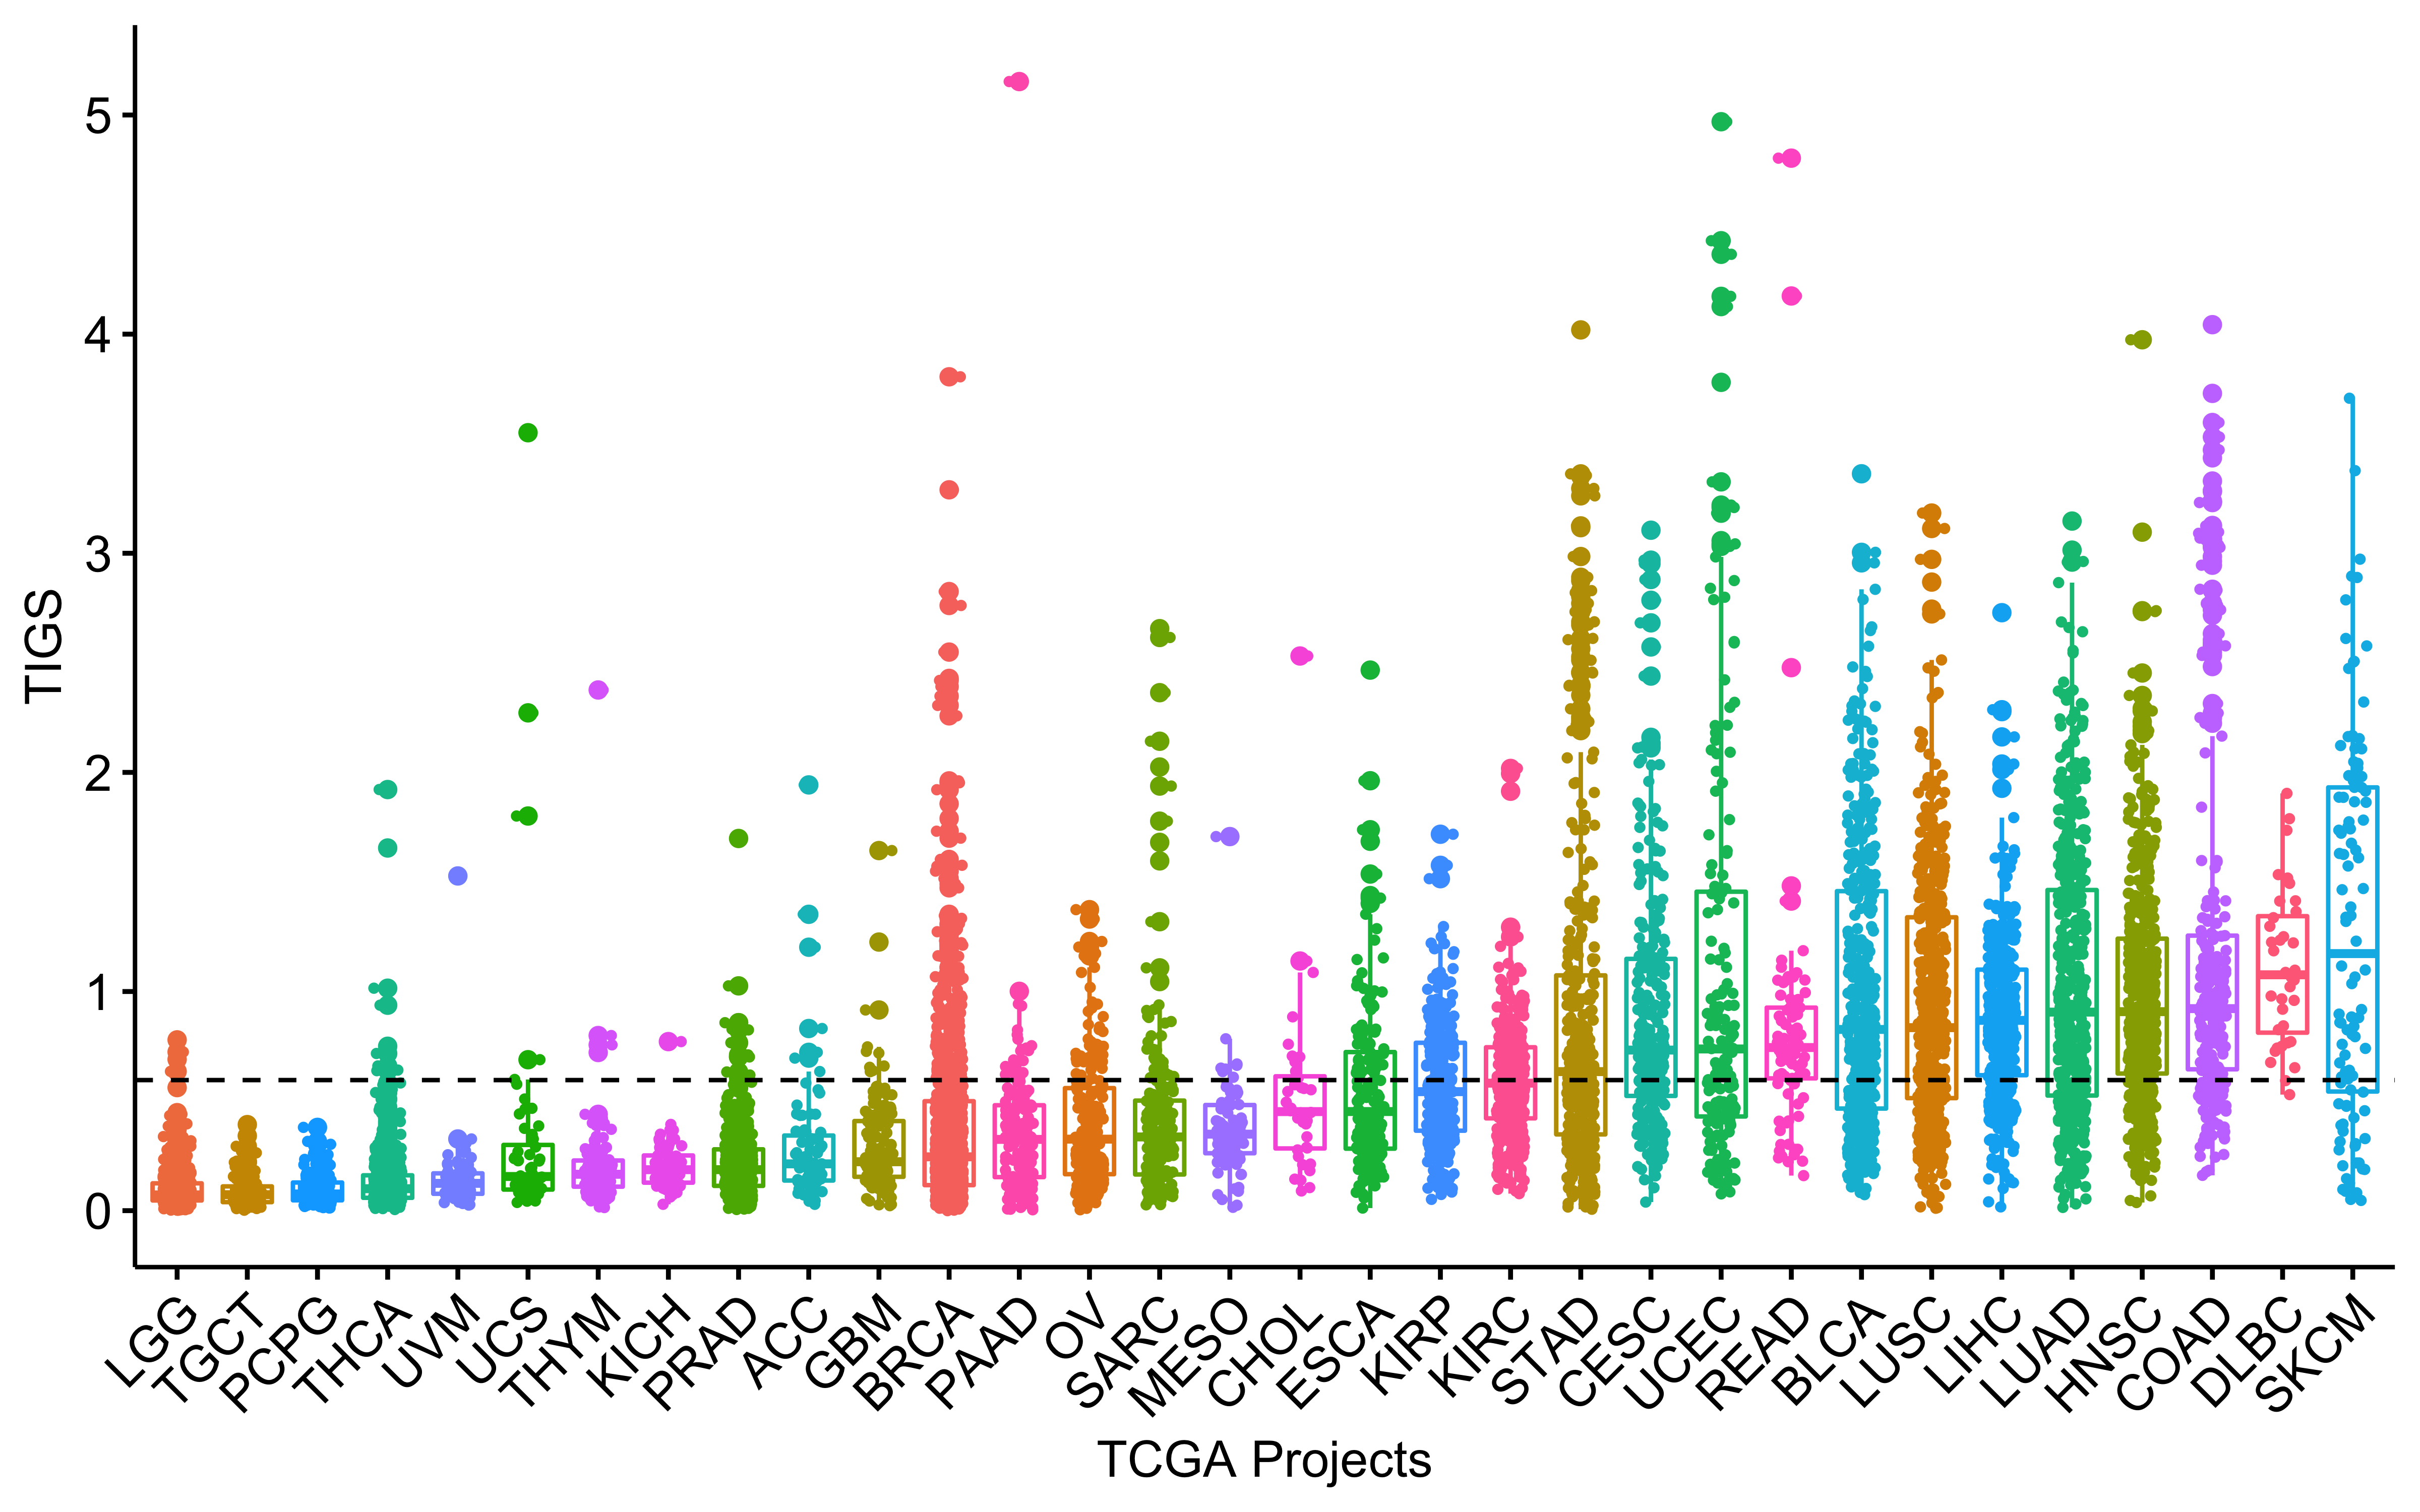 TIGS
5
4
3
2
1
0
LGG
TGCT
PCPG
THCA
UVM
UCS
THYM
KICH
PRAD
ACC
GBM
BRCA
PAAD
OV
SARC
MESO
CHOL
ESCA
KIRP
KIRC
STAD
CESC
UCEC
READ
BLCA
LUSC
LIHC
LUAD
HNSC
COAD
DLBC
SKCM
TCGA Projects